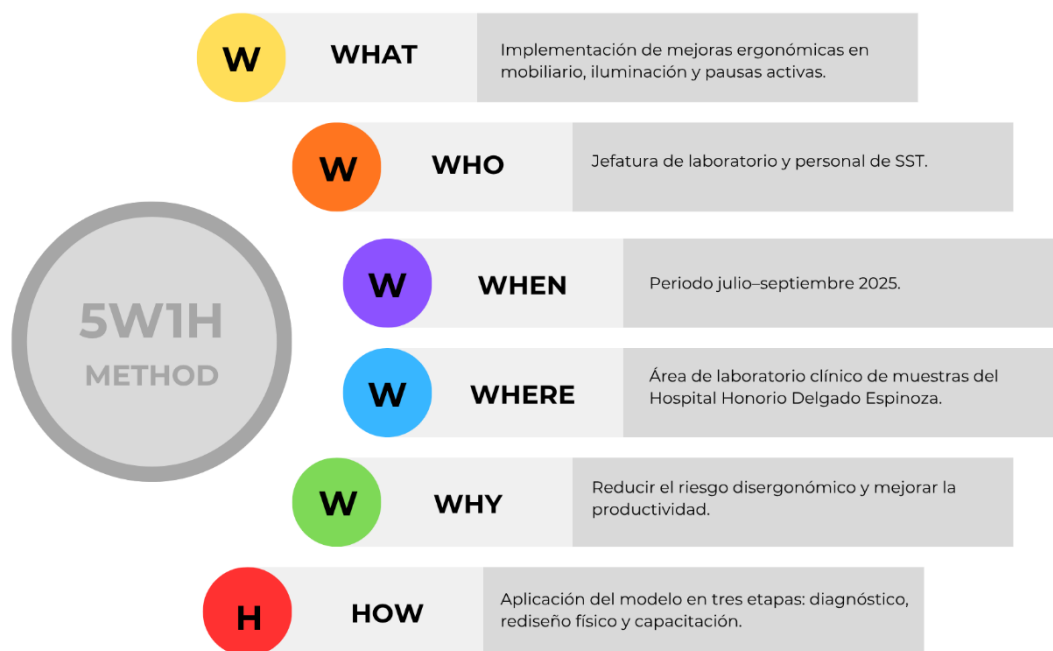 W
WHAT
Implementación de mejoras ergonómicas en
mobiliario, iluminación y pausas activas.
W
WHO
Jefatura de laboratorio y personal de SST.
5W1H
METHOD
W
WHEN
Periodo julio–septiembre 2025.
W
WHERE
Área de laboratorio clínico de muestras del
Hospital Honorio Delgado Espinoza.
W
WHY
Reducir el riesgo disergonómico y mejorar la
productividad.
H
HOW
Aplicación del modelo en tres etapas: diagnóstico,
rediseño físico y capacitación.